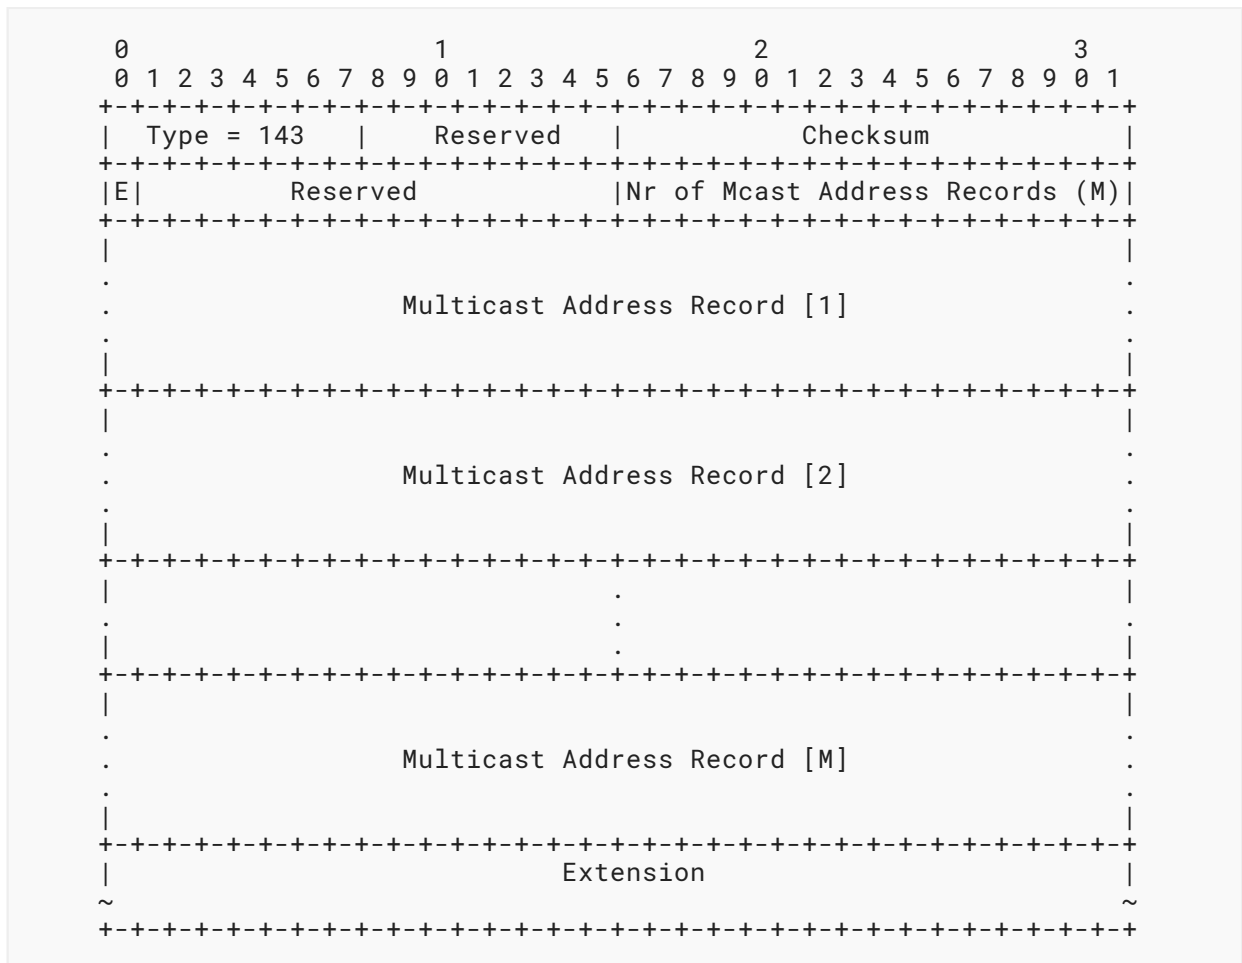 0                   1                   2                   3
 0 1 2 3 4 5 6 7 8 9 0 1 2 3 4 5 6 7 8 9 0 1 2 3 4 5 6 7 8 9 0 1
+-+-+-+-+-+-+-+-+-+-+-+-+-+-+-+-+-+-+-+-+-+-+-+-+-+-+-+-+-+-+-+-+
|  Type = 143   |    Reserved   |           Checksum            |
+-+-+-+-+-+-+-+-+-+-+-+-+-+-+-+-+-+-+-+-+-+-+-+-+-+-+-+-+-+-+-+-+
|E|         Reserved            |Nr of Mcast Address Records (M)|
+-+-+-+-+-+-+-+-+-+-+-+-+-+-+-+-+-+-+-+-+-+-+-+-+-+-+-+-+-+-+-+-+
|                                                               |
.                                                               .
.                  Multicast Address Record [1]                 .
.                                                               .
|                                                               |
+-+-+-+-+-+-+-+-+-+-+-+-+-+-+-+-+-+-+-+-+-+-+-+-+-+-+-+-+-+-+-+-+
|                                                               |
.                                                               .
.                  Multicast Address Record [2]                 .
.                                                               .
|                                                               |
+-+-+-+-+-+-+-+-+-+-+-+-+-+-+-+-+-+-+-+-+-+-+-+-+-+-+-+-+-+-+-+-+
|                               .                               |
.                               .                               .
|                               .                               |
+-+-+-+-+-+-+-+-+-+-+-+-+-+-+-+-+-+-+-+-+-+-+-+-+-+-+-+-+-+-+-+-+
|                                                               |
.                                                               .
.                  Multicast Address Record [M]                 .
.                                                               .
|                                                               |
+-+-+-+-+-+-+-+-+-+-+-+-+-+-+-+-+-+-+-+-+-+-+-+-+-+-+-+-+-+-+-+-+
|                            Extension                          |
~                                                               ~
+-+-+-+-+-+-+-+-+-+-+-+-+-+-+-+-+-+-+-+-+-+-+-+-+-+-+-+-+-+-+-+-+